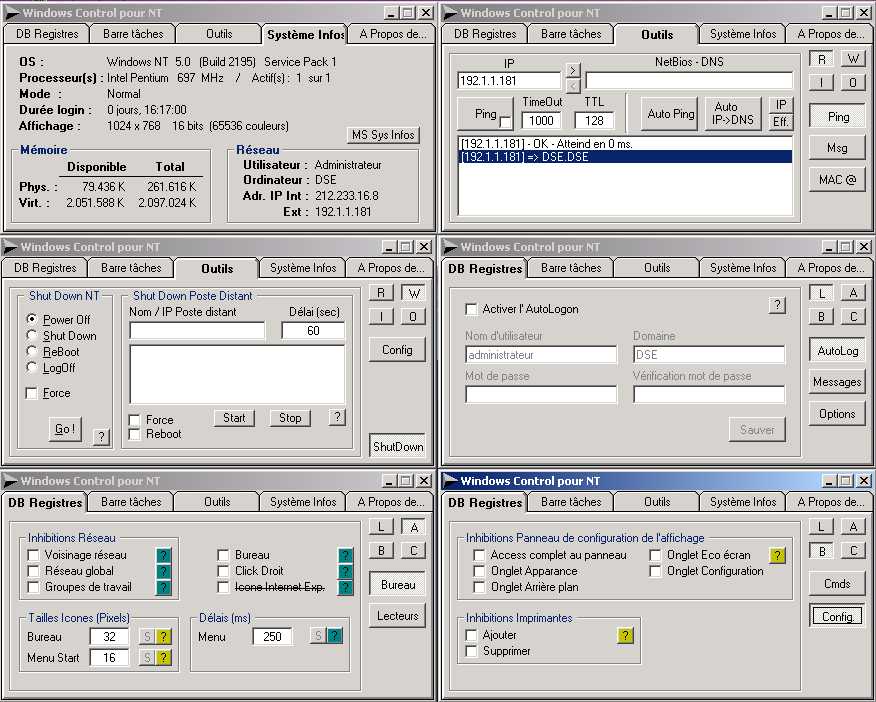 Windows Control pour NT
DB Registres Barre tâches Outils Système Infos A Propos de...
OS : Windows NT 5.0 (Build 2195) Service Pack 1
Processeur(s) : Intel Pentium 697 MHz / Actif(s) : 1 sur 1
Mode : Normal
Durée login : 0 jours, 16:17:00
Affichage : 1024 x 768 16 bits (65536 couleurs)
MS Sys Infos
Mémoire
Disponible Total
Phys. : 79.436 K 261.616 K
Virt. : 2.051.588 K 2.097.024 K
Réseau
Utilisateur : Administrateur
Ordinateur : DSE
Adr. IP Int : 212.233.16.8
Ext : 192.1.1.181
Windows Control pour NT
DB Registres Barre tâches Outils Système Infos A Propos de...
IP NetBios - DNS
192.1.1.181 > <
Ping TimeOut 1000 TTL 128 Auto Ping Auto IP->DNS IP Eff.
[192.1.1.181] - OK - Atteind en 0 ms.
[192.1.1.181] => DSE.DSE
R W
I O
Ping
Msg
MAC @
Windows Control pour NT
DB Registres Barre tâches Outils Système Infos A Propos de...
Shut Down NT
Power Off
Shut Down
ReBoot
LogOff
Force
Go ! ?
Shut Down Poste Distant
Nom / IP Poste distant Délai (sec)
60
Force
Reboot
Start Stop ?
R W
I O
Config
ShutDown
Windows Control pour NT
DB Registres Barre tâches Outils Système Infos A Propos de...
Activer l' AutoLogon ?
Nom d'utilisateur Domaine
administrateur DSE
Mot de passe Vérification mot de passe
Sauver
L A
B C
AutoLog
Messages
Options
Windows Control pour NT
DB Registres Barre tâches Outils Système Infos A Propos de...
Inhibitions Réseau
Voisinage réseau ?
Réseau global ?
Groupes de travail ?
Bureau ?
Click Droit ?
Icone Internet Exp. ?
Tailles Icones (Pixels)
Bureau 32 S ?
Menu Start 16 S ?
Délais (ms)
Menu 250 S ?
L A
B C
Bureau
Lecteurs
Windows Control pour NT
DB Registres Barre tâches Outils Système Infos A Propos de...
Inhibitions Panneau de configuration de l'affichage
Access complet au panneau Onglet Eco écran ?
Onglet Apparance Onglet Configuration
Onglet Arrière plan
Inhibitions Imprimantes
Ajouter ?
Supprimer
L A
B C
Cmds
Config.